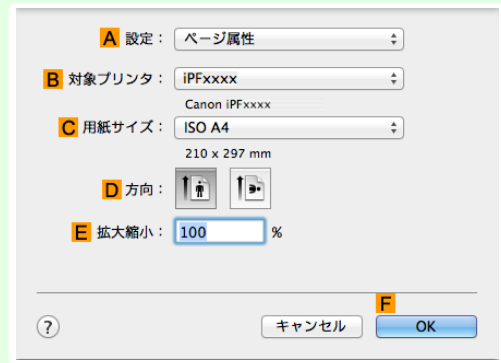 A 設定： ページ属性
B 対象プリンタ： iPFxxxx
Canon iPFxxxx
C 用紙サイズ： ISO A4
210 x 297 mm
D 方向：
E 拡大縮小： 100 %
F
? キャンセル OK